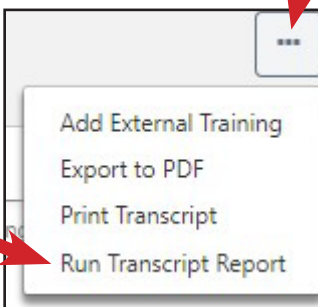 ...
Add External Training
Export to PDF
Print Transcript
Run Transcript Report